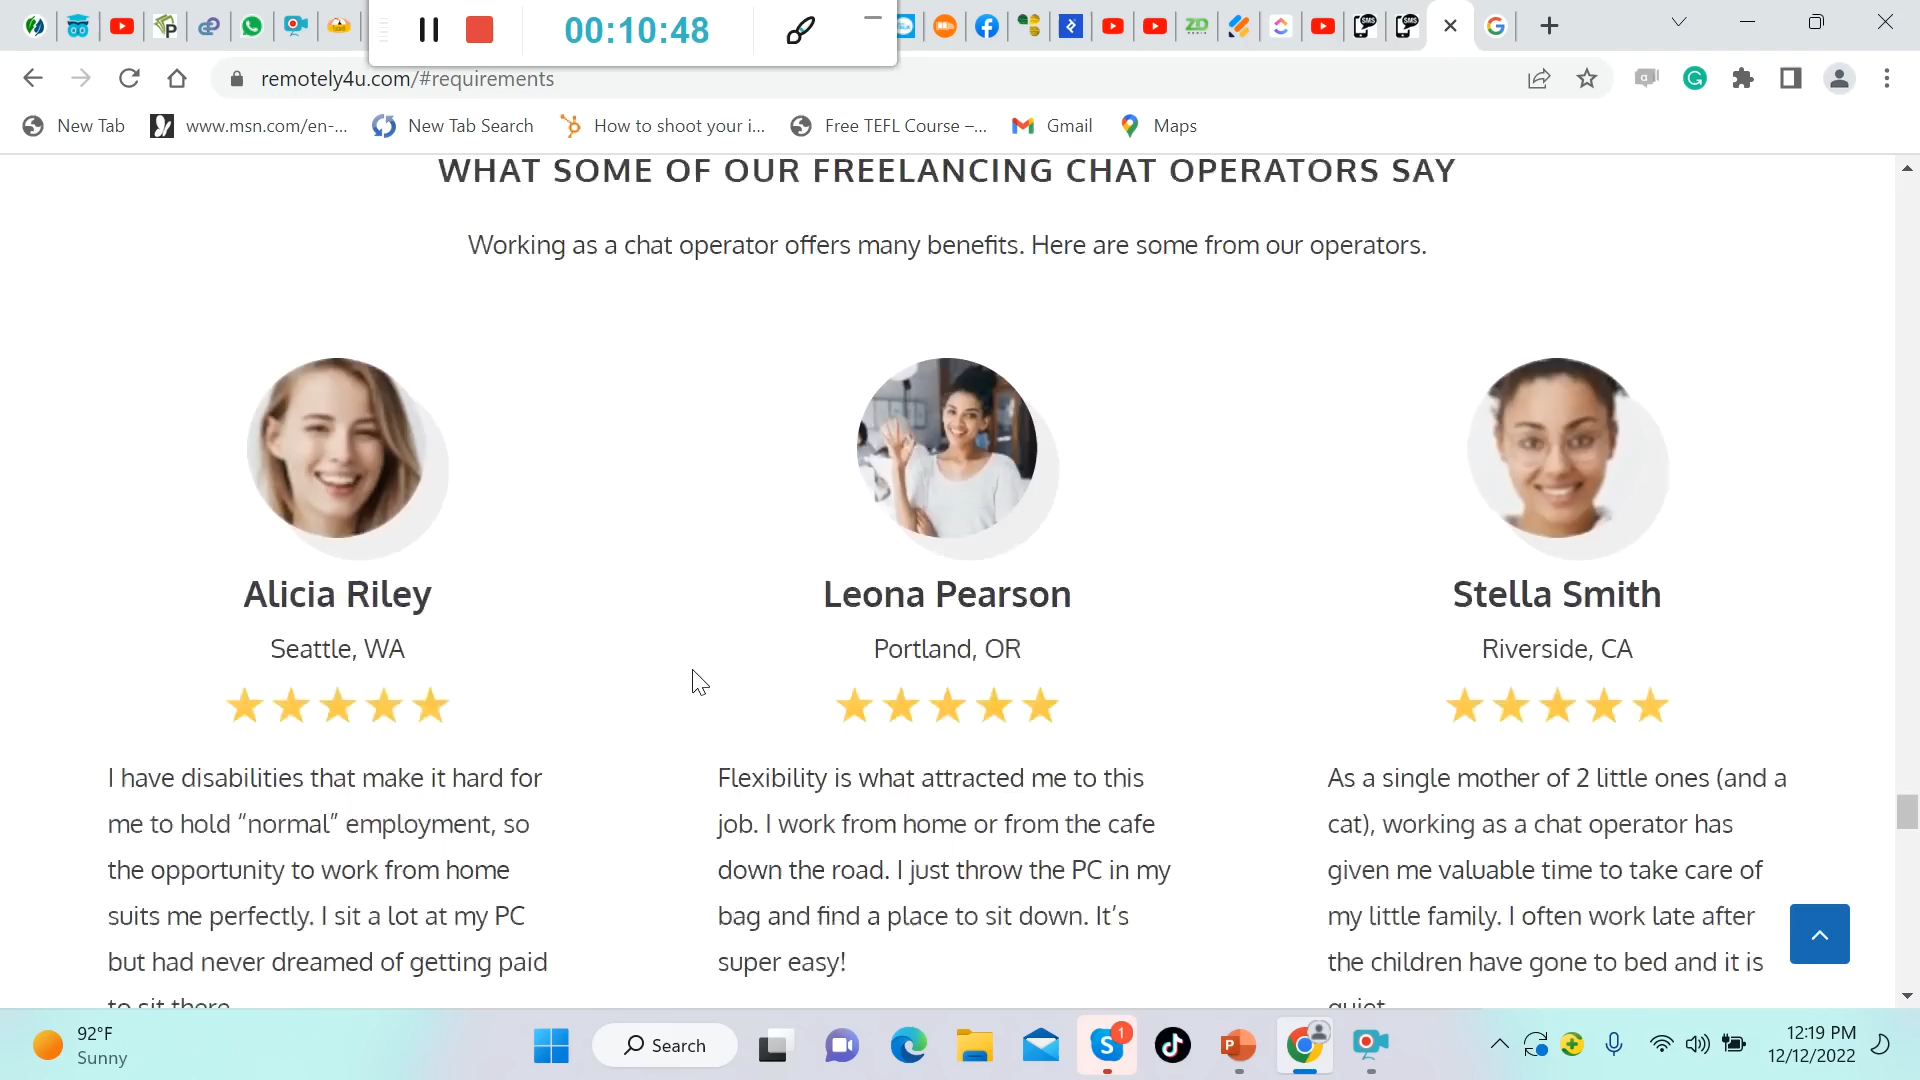 00:10:48
remotely4u.com/#requirements
New Tab
www.msn.com/en-...
New Tab Search
How to shoot your i...
Free TEFL Course –...
Gmail
Maps
WHAT SOME OF OUR FREELANCING CHAT OPERATORS SAY
Working as a chat operator offers many benefits. Here are some from our operators.
Alicia Riley
Seattle, WA
I have disabilities that make it hard for
me to hold “normal” employment, so
the opportunity to work from home
suits me perfectly. I sit a lot at my PC
but had never dreamed of getting paid
to sit there
Leona Pearson
Portland, OR
Flexibility is what attracted me to this
job. I work from home or from the cafe
down the road. I just throw the PC in my
bag and find a place to sit down. It’s
super easy!
Stella Smith
Riverside, CA
As a single mother of 2 little ones (and a
cat), working as a chat operator has
given me valuable time to take care of
my little family. I often work late after
the children have gone to bed and it is
quiet
92°F
Sunny
Search
1
12:19 PM
12/12/2022